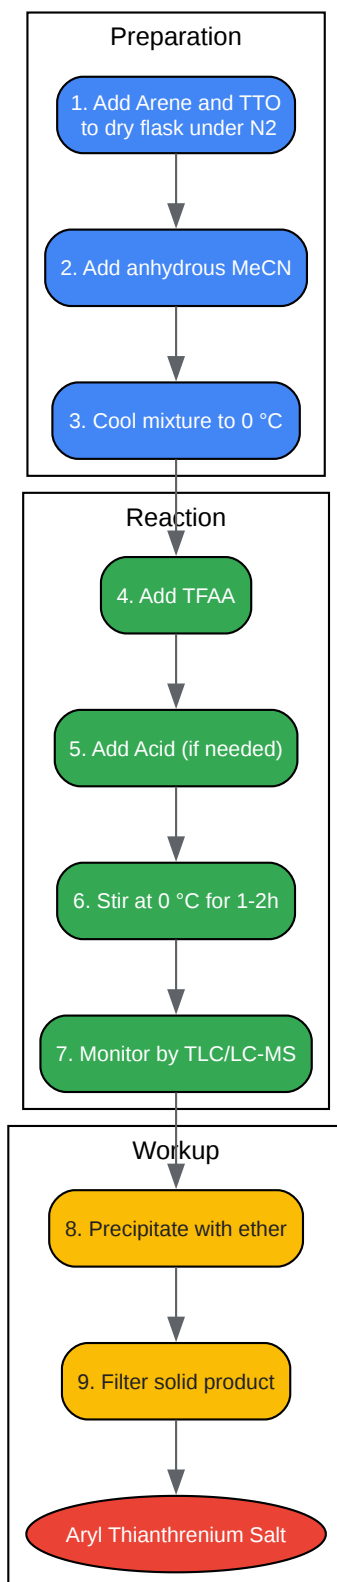 Preparation
1. Add Arene and TTO
to dry flask under N2
2. Add anhydrous MeCN
3. Cool mixture to 0 °C
Reaction
4. Add TFAA
5. Add Acid (if needed)
6. Stir at 0 °C for 1-2h
7. Monitor by TLC/LC-MS
Workup
8. Precipitate with ether
9. Filter solid product
Aryl Thianthrenium Salt